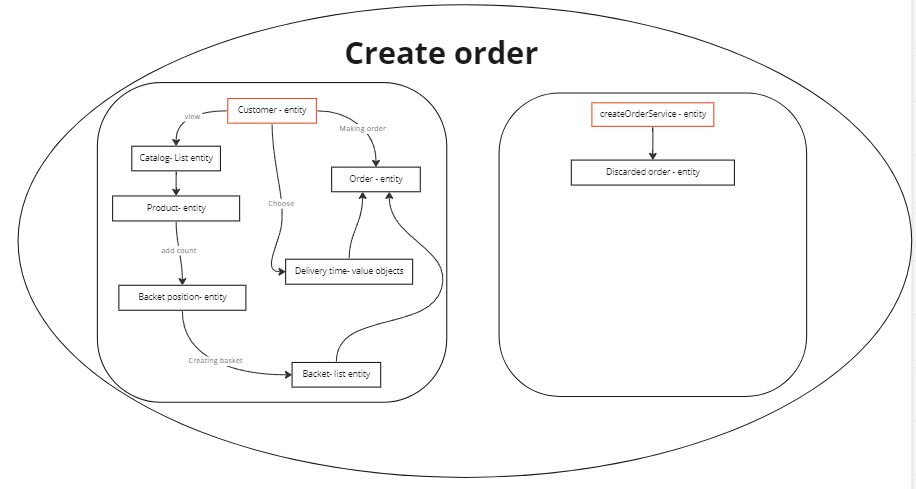 Create order
Customer - entity
view
Making order
Catalog- List entity
Order - entity
Product- entity
Choose
add count
Delivery time- value objects
Backet position- entity
Creating basket
Backet- list entity
createOrderService - entity
Discarded order - entity